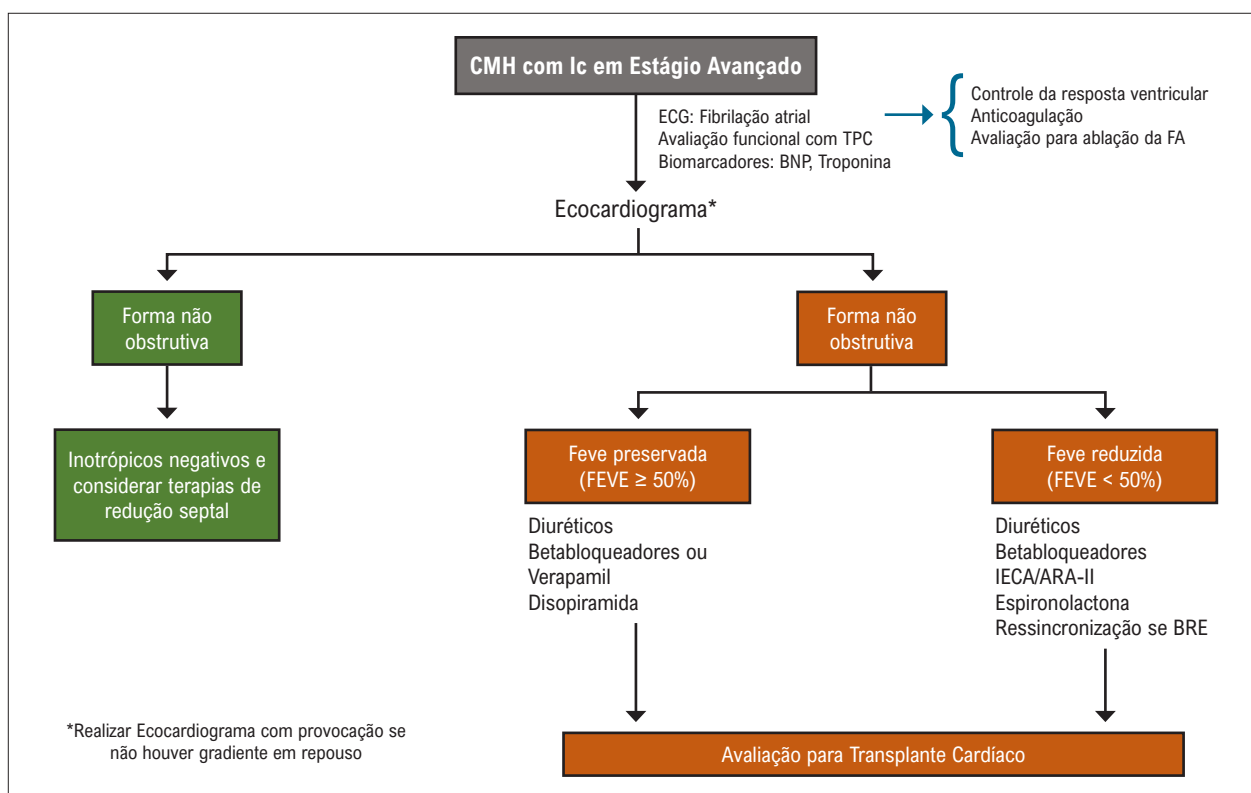 CMH com Ic em Estágio Avançado
ECG: Fibrilação atrial
Avaliação funcional com TPC
Biomarcadores: BNP, Troponina
Controle da resposta ventricular
Anticoagulação
Avaliação para ablação da FA
Ecocardiograma*
Forma não
obstrutiva
Forma não
obstrutiva
Inotrópicos negativos e
considerar terapias de
redução septal
Feve preservada
(FEVE ≥ 50%)
Feve reduzida
(FEVE < 50%)
Diuréticos
Betabloqueadores ou
Verapamil
Disopiramida
Diuréticos
Betabloqueadores
IECA/ARA-II
Espironolactona
Ressincronização se BRE
*Realizar Ecocardiograma com provocação se
não houver gradiente em repouso
Avaliação para Transplante Cardíaco